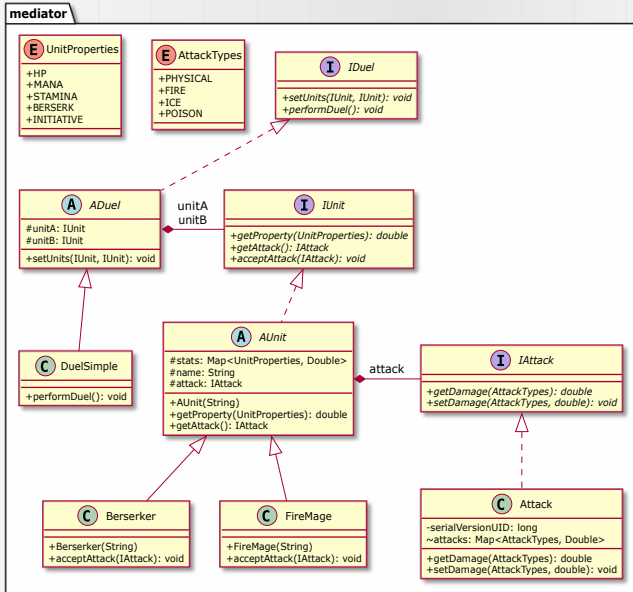 mediator
E UnitProperties
+HP
+MANA
+STAMINA
+BERSERK
+INITIATIVE
E AttackTypes
+PHYSICAL
+FIRE
+ICE
+POISON
I IDuel
+setUnits(IUnit, IUnit): void
+performDuel(): void
A ADuel
#unitA: IUnit
#unitB: IUnit
+setUnits(IUnit, IUnit): void
unitA
unitB
I IUnit
+getProperty(UnitProperties): double
+getAttack(): IAttack
+acceptAttack(IAttack): void
C DuelSimple
+performDuel(): void
A AUnit
#stats: Map<UnitProperties, Double>
#name: String
#attack: IAttack
+AUnit(String)
+getProperty(UnitProperties): double
+getAttack(): IAttack
attack
I IAttack
+getDamage(AttackTypes): double
+setDamage(AttackTypes, double): void
C Berserker
+Berserker(String)
+acceptAttack(IAttack): void
C FireMage
+FireMage(String)
+acceptAttack(IAttack): void
C Attack
-serialVersionUID: long
~attacks: Map<AttackTypes, Double>
+getDamage(AttackTypes): double
+setDamage(AttackTypes, double): void